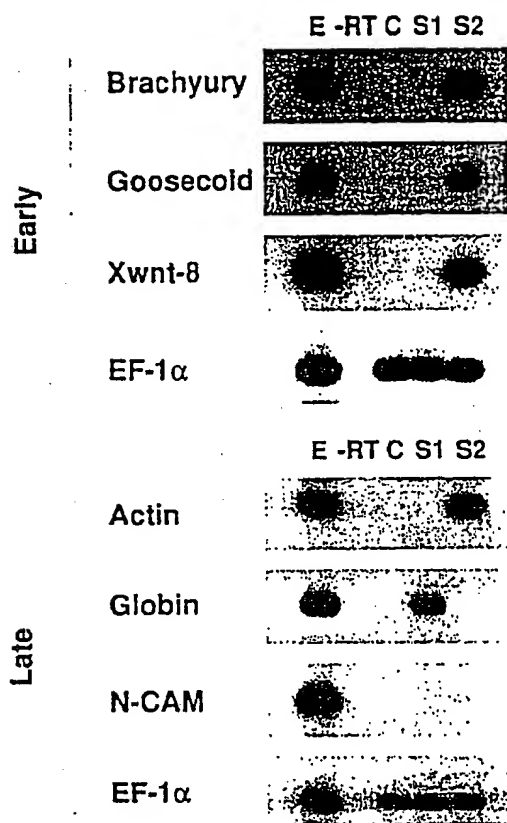 E -RT C S1 S2
Brachyury
Goosecoid
Early
Xwnt-8
EF-1α
E -RT C S1 S2
Actin
Globin
Late
N-CAM
EF-1α